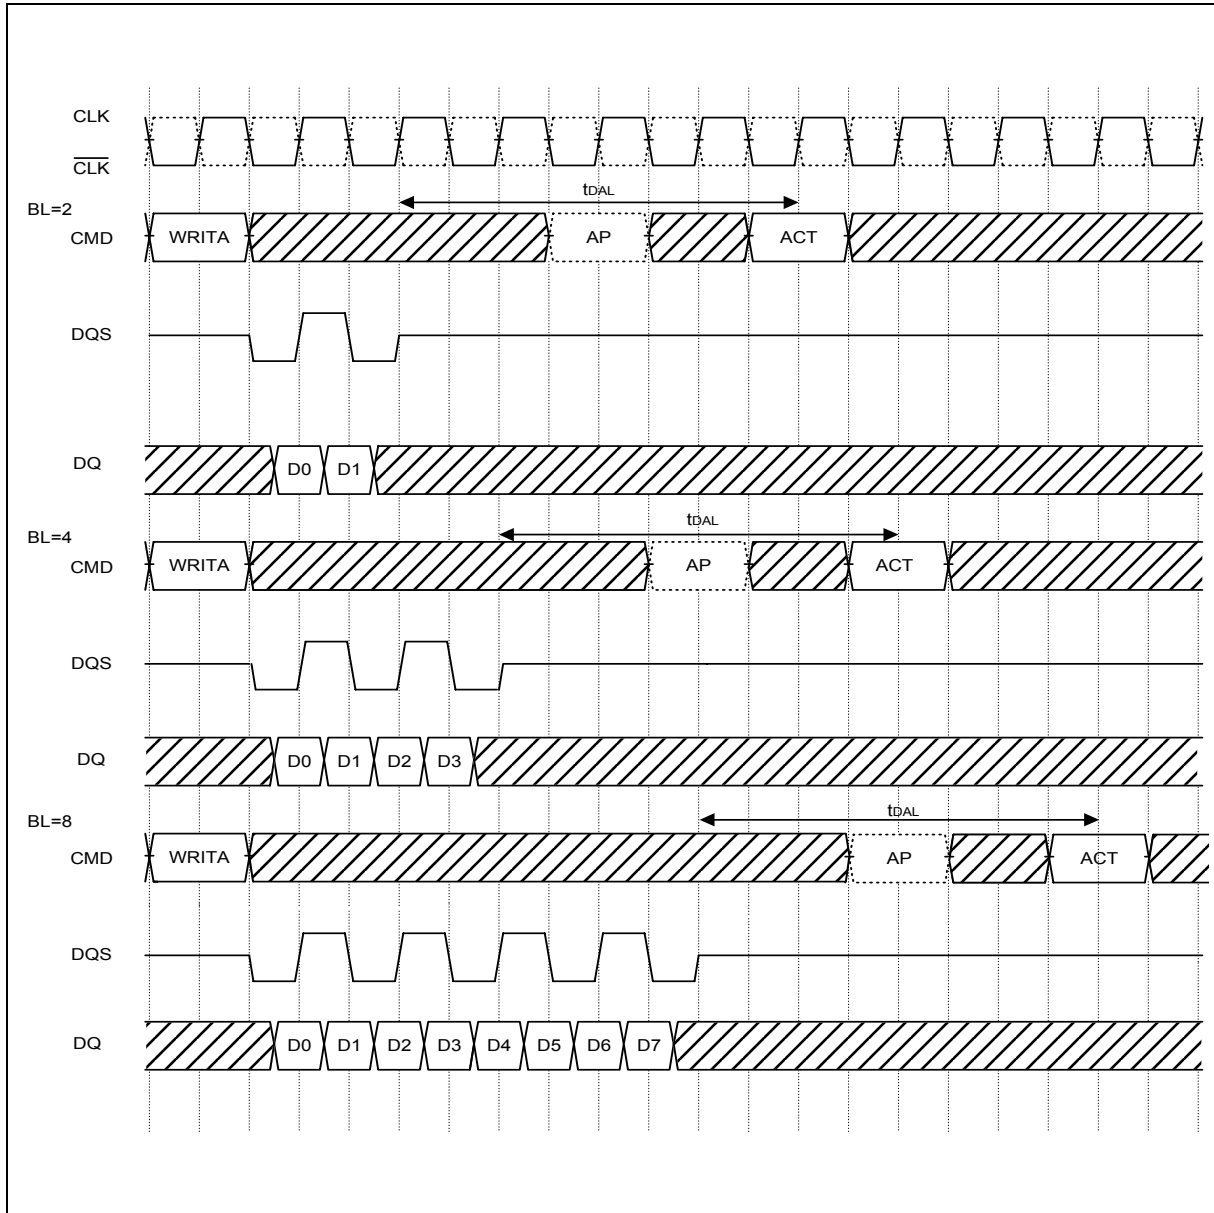 CLK
CLK
tDAL
BL=2
CMD WRITA AP ACT
DQS
DQ D0 D1
tDAL
BL=4
CMD WRITA AP ACT
DQS
DQ D0 D1 D2 D3
tDAL
BL=8
CMD WRITA AP ACT
DQS
DQ D0 D1 D2 D3 D4 D5 D6 D7